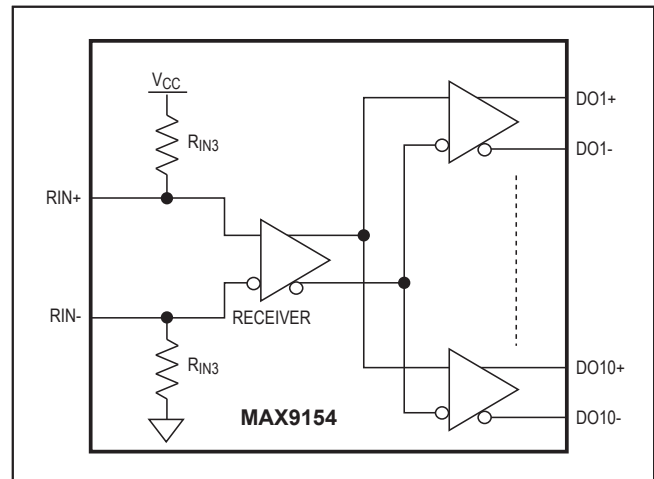 VCC
RIN3
RIN+
RIN-
RECEIVER
RIN3
MAX9154
DO1+
DO1-
DO10+
DO10-